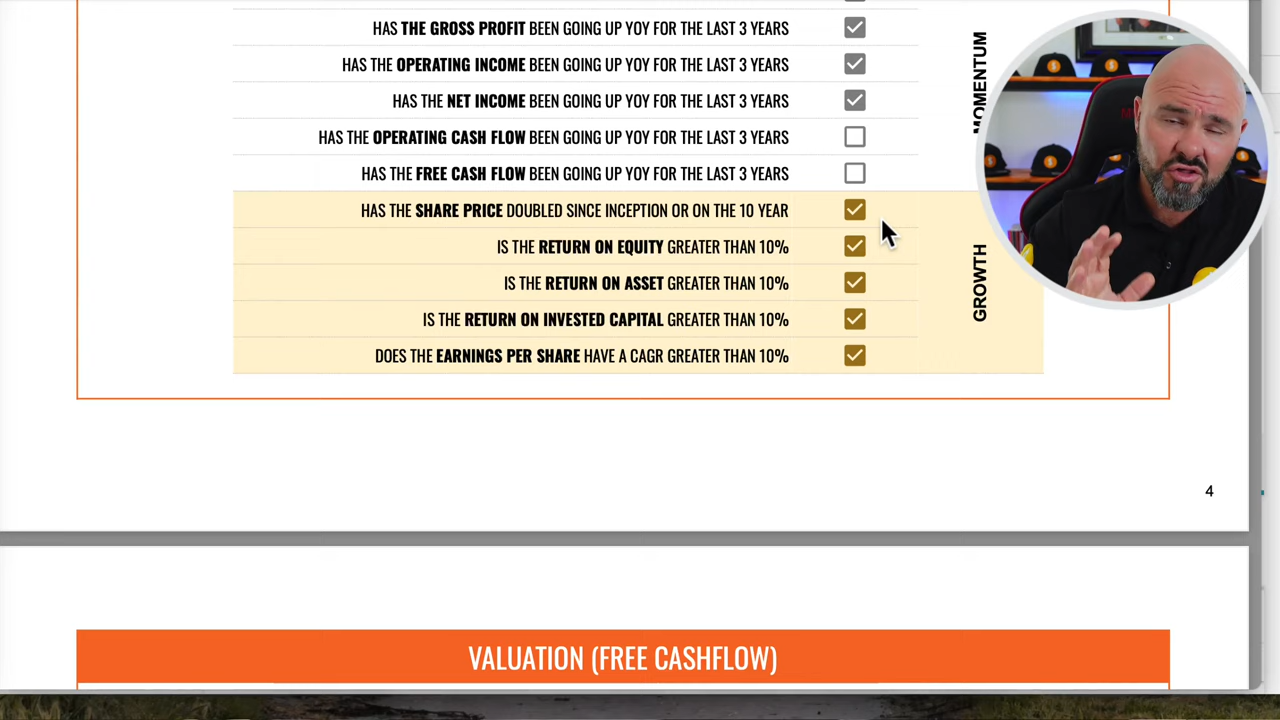 HAS THE GROSS PROFIT BEEN GOING UP YOY FOR THE LAST 3 YEARS
HAS THE OPERATING INCOME BEEN GOING UP YOY FOR THE LAST 3 YEARS
HAS THE NET INCOME BEEN GOING UP YOY FOR THE LAST 3 YEARS
HAS THE OPERATING CASH FLOW BEEN GOING UP YOY FOR THE LAST 3 YEARS
HAS THE FREE CASH FLOW BEEN GOING UP YOY FOR THE LAST 3 YEARS
MOMENTUM
HAS THE SHARE PRICE DOUBLED SINCE INCEPTION OR ON THE 10 YEAR
IS THE RETURN ON EQUITY GREATER THAN 10%
IS THE RETURN ON ASSET GREATER THAN 10%
IS THE RETURN ON INVESTED CAPITAL GREATER THAN 10%
DOES THE EARNINGS PER SHARE HAVE A CAGR GREATER THAN 10%
GROWTH
4
VALUATION (FREE CASHFLOW)